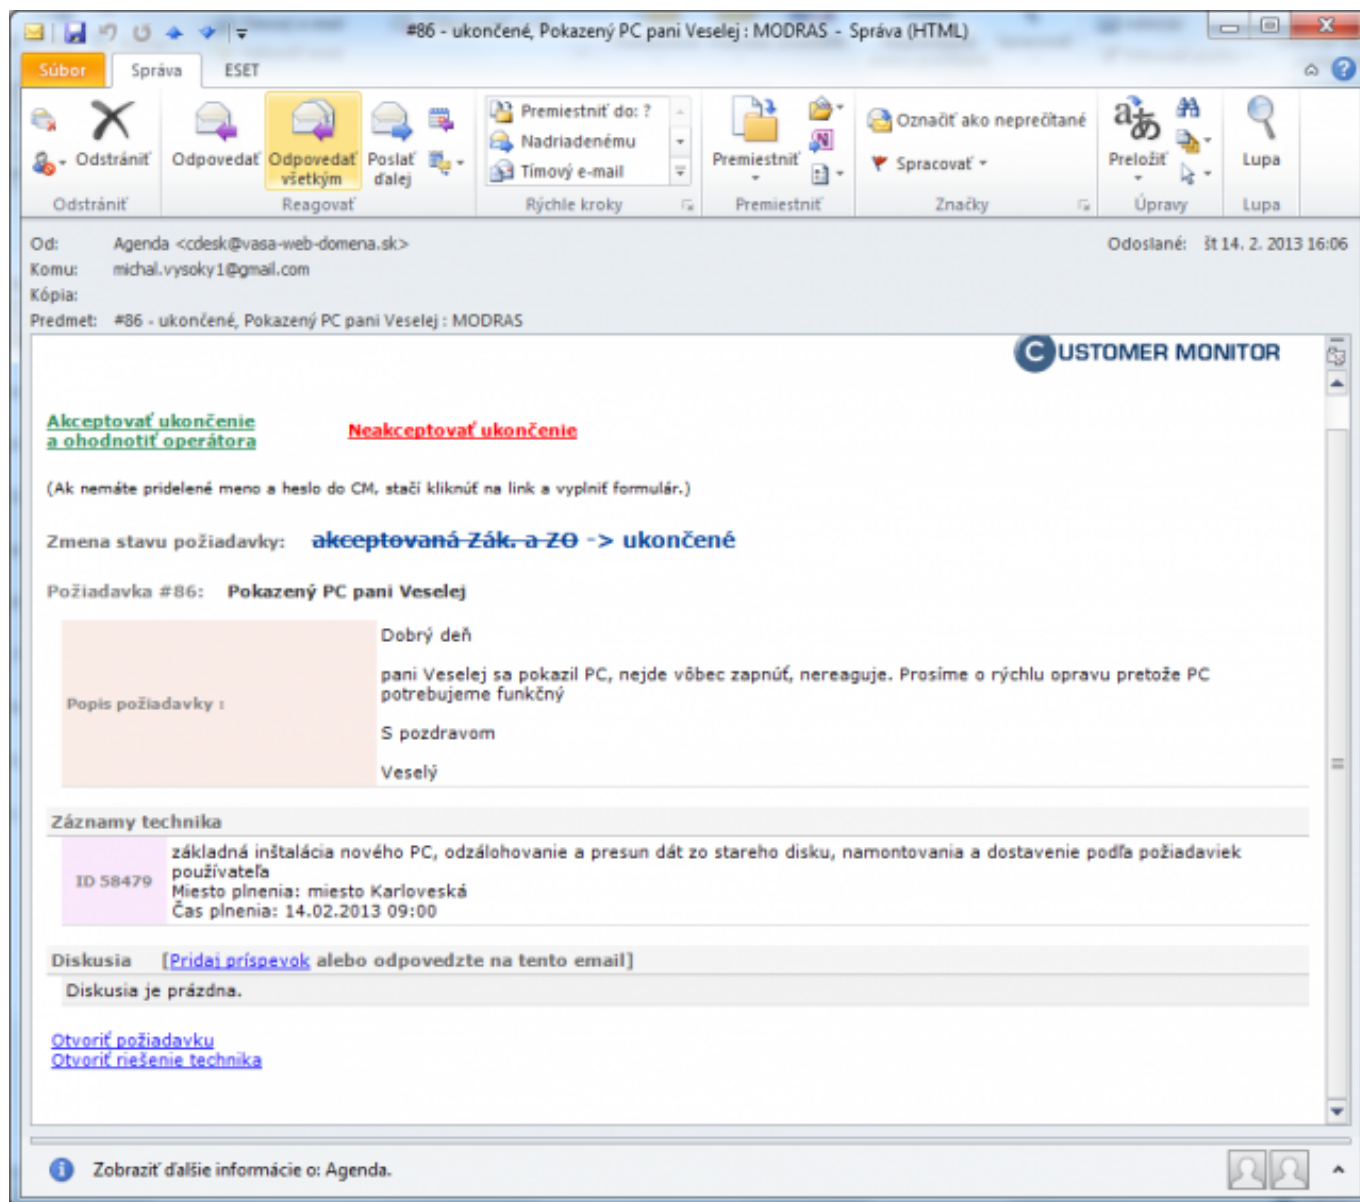 #86 - ukončené, Pokazený PC pani Veselej : MODRAS - Správa (HTML)
Súbor Správa ESET
Odstrániť
Odpovedať
Odpovedať všetkým
Poslať ďalej
Premiestniť do: ?
Nadriadenému
Tímový e-mail
Premiestniť
Označiť ako neprečítané
Spracovať
Preložiť
Lupa
Odstrániť Reagovať Rýchle kroky Premiestniť Značky Úpravy Lupa
Od: Agenda <cdesk@vasa-web-domena.sk> Odoslané: št 14. 2. 2013 16:06
Komu: michal.vysoky1@gmail.com
Kópia:
Predmet: #86 - ukončené, Pokazený PC pani Veselej : MODRAS
CUSTOMER MONITOR
Akceptovať ukončenie
a ohodnotiť operátora
Neakceptovať ukončenie
(Ak nemáte pridelené meno a heslo do CM, stačí kliknúť na link a vyplniť formulár.)
Zmena stavu požiadavky: akceptovaná Zák. a ZO -> ukončené
Požiadavka #86: Pokazený PC pani Veselej
Popis požiadavky :
Dobrý deň
pani Veselej sa pokazil PC, nejde vôbec zapnúť, nereaguje. Prosíme o rýchlu opravu pretože PC
potrebujeme funkčný
S pozdravom
Veselý
Záznamy technika
ID 58479
základná inštalácia nového PC, odzálohovanie a presun dát zo stareho disku, namontovania a dostavenie podľa požiadaviek
používateľa
Miesto plnenia: miesto Karloveská
Čas plnenia: 14.02.2013 09:00
Diskusia [Pridaj príspevok alebo odpovedzte na tento email]
Diskusia je prázdna.
Otvoriť požiadavku
Otvoriť riešenie technika
Zobraziť ďalšie informácie o: Agenda.